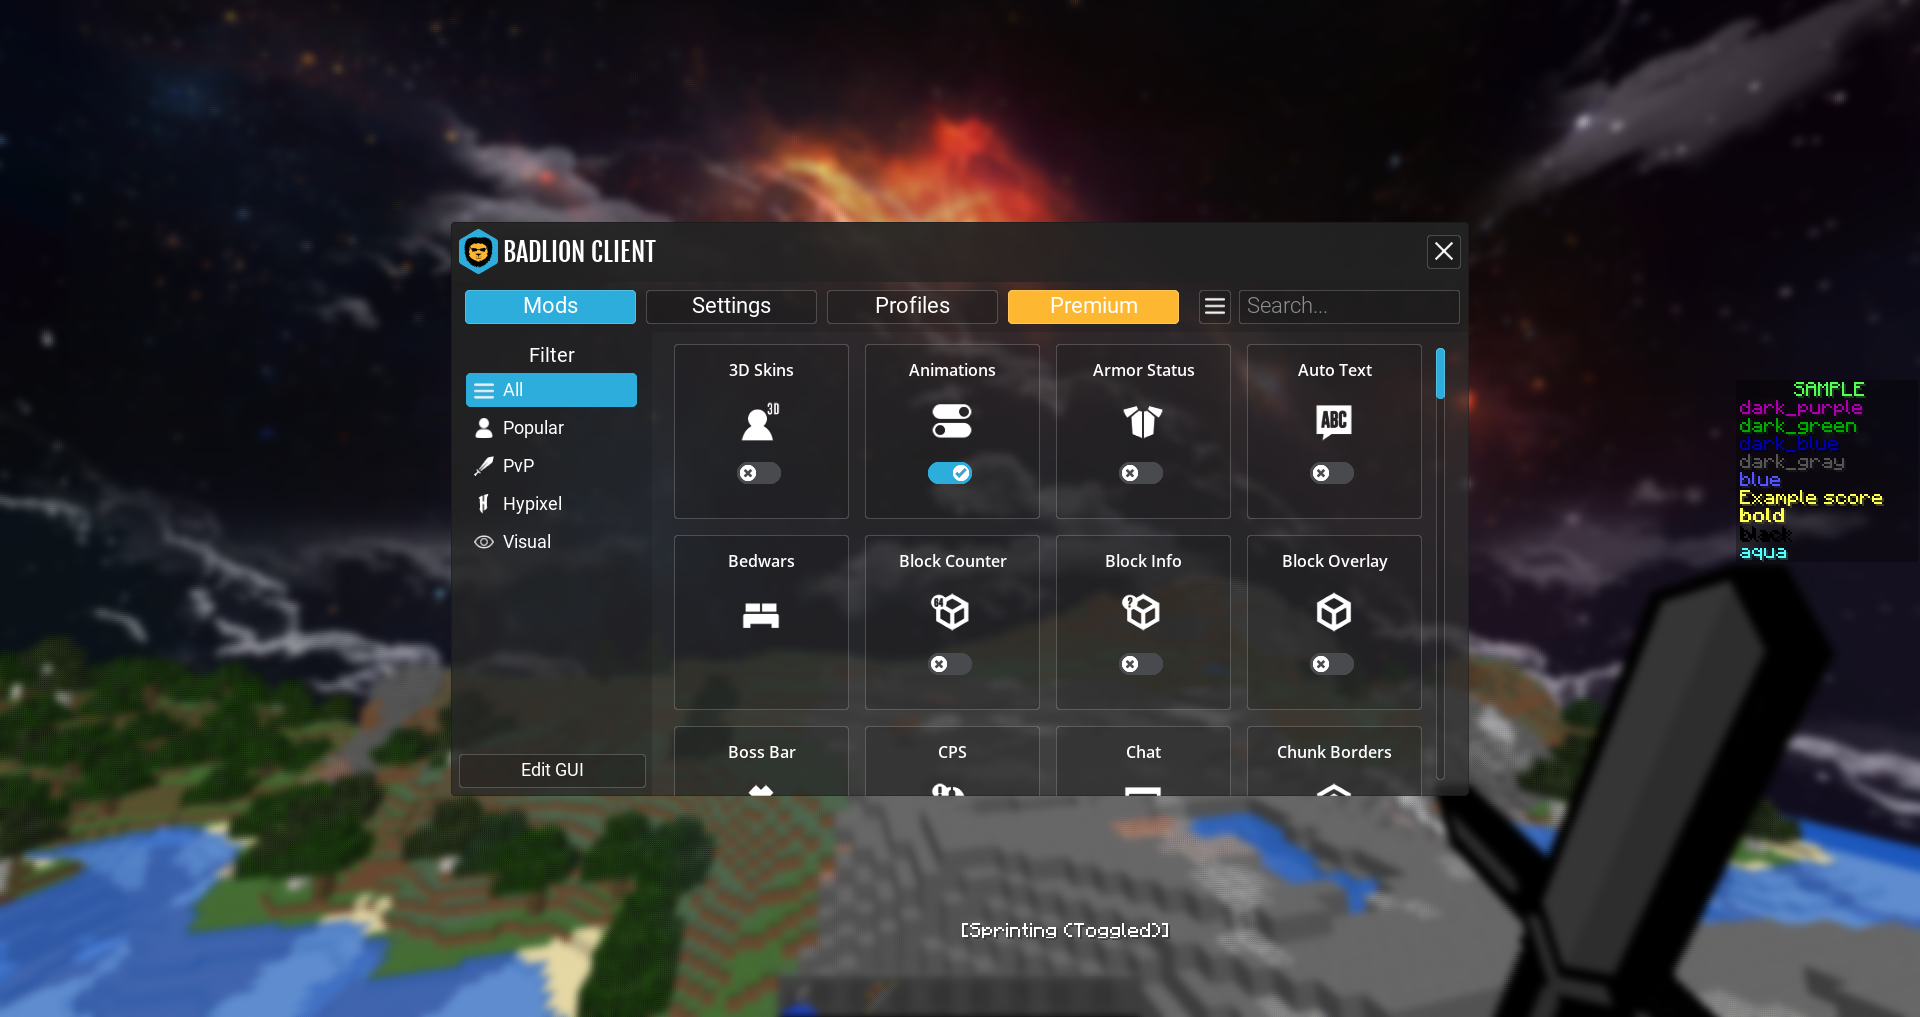 BADLION CLIENT
Mods
Settings
Profiles
Premium
Search...
Filter
All
Popular
PvP
Hypixel
Visual
Edit GUI
3D Skins
Animations
Armor Status
Auto Text
3D
ABC
Bedwars
Block Counter
Block Info
Block Overlay
64
?
Boss Bar
CPS
Chat
Chunk Borders
SAMPLE
dark_purple
dark_green
dark_blue
dark_gray
blue
Example score
bold
black
aqua
[Sprinting (Toggled)]